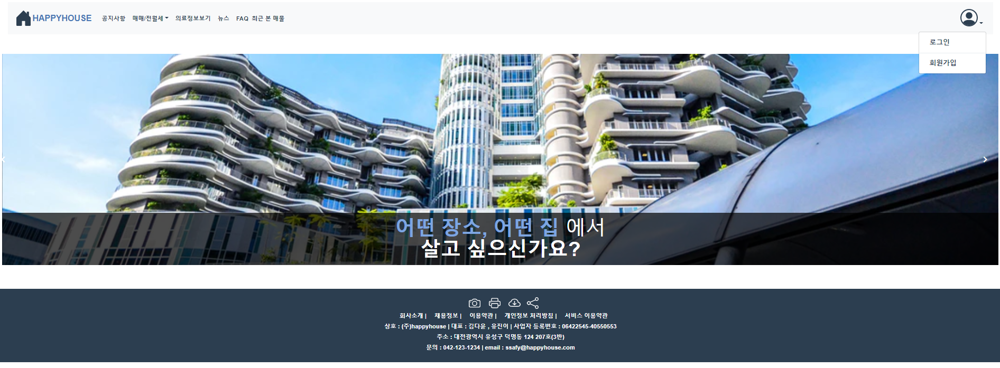 HAPPYHOUSE 공지사항 매매/전월세 의료정보보기 뉴스 FAQ 최근 본 매물
로그인
회원가입
어떤 장소, 어떤 집 에서
살고 싶으신가요?
회사소개 | 채용정보 | 이용약관 | 개인정보 처리방침 | 서비스 이용약관
상호 : (주)happyhouse | 대표 : 김다윤 , 유진이 | 사업자 등록번호 : 06422545-40550553
주소 : 대전광역시 유성구 덕명동 124 207호(3반)
문의 : 042-123-1234 | email : ssafy@happyhouse.com